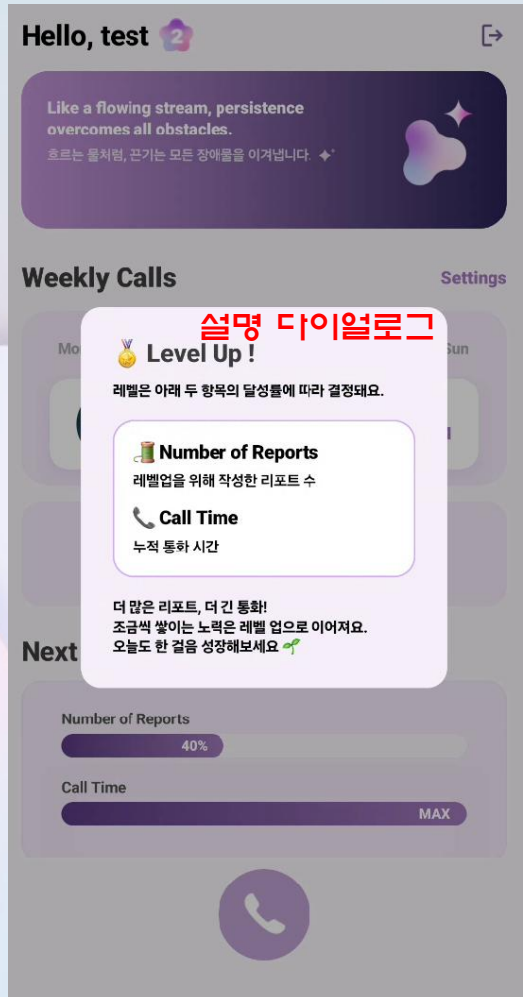 Hello, test 2
Like a flowing stream, persistence
overcomes all obstacles.
흐르는 물처럼, 끈기는 모든 장애물을 이겨냅니다.
Weekly Calls
Settings
설명 다이얼로그
Sun
Level Up !
레벨은 아래 두 항목의 달성률에 따라 결정돼요.
Number of Reports
레벨업을 위해 작성한 리포트 수
Call Time
누적 통화 시간
더 많은 리포트, 더 긴 통화!
조금씩 쌓이는 노력은 레벨 업으로 이어져요.
오늘도 한 걸음 성장해보세요
Next
Number of Reports
40%
Call Time
MAX